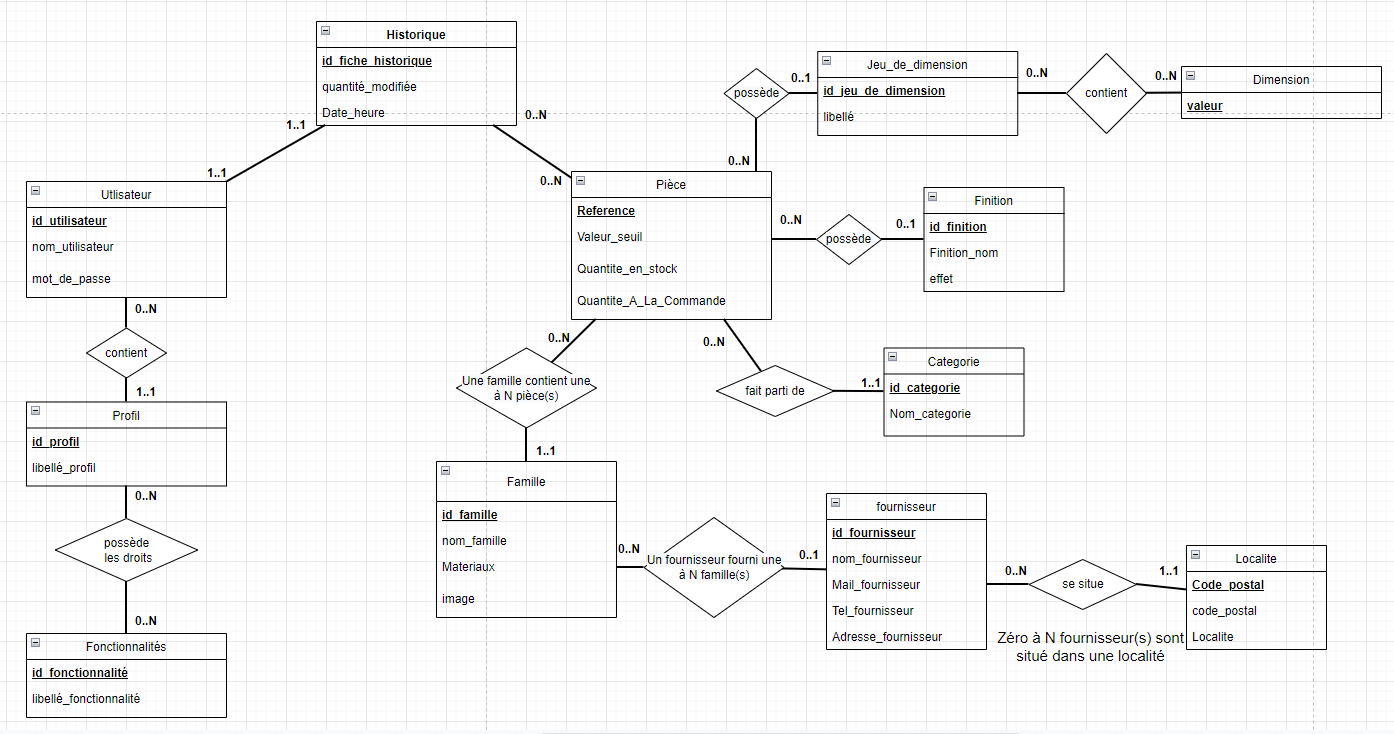 Historique
id_fiche_historique
quantité_modifiée
Date_heure
1..1
0..N
1..1
0..N
Utlisateur
id_utilisateur
nom_utilisateur
mot_de_passe
0..N
contient
1..1
Profil
id_profil
libellé_profil
0..N
possède
les droits
0..N
Fonctionnalités
id_fonctionnalité
libellé_fonctionnalité
possède
0..1
0..N
Jeu_de_dimension
id_jeu_de_dimension
libellé
0..N
contient
0..N
Dimension
valeur
Pièce
Reference
Valeur_seuil
Quantite_en_stock
Quantite_A_La_Commande
0..N
possède
0..1
Finition
id_finition
Finition_nom
effet
0..N
fait parti de
1..1
Categorie
id_categorie
Nom_categorie
0..N
Une famille contient une
à N pièce(s)
1..1
Famille
id_famille
nom_famille
Materiaux
image
0..N
Un fournisseur fourni une
à N famille(s)
0..1
fournisseur
id_fournisseur
nom_fournisseur
Mail_fournisseur
Tel_fournisseur
Adresse_fournisseur
0..N
se situe
1..1
Zéro à N fournisseur(s) sont
situé dans une localité
Localite
Code_postal
code_postal
Localite